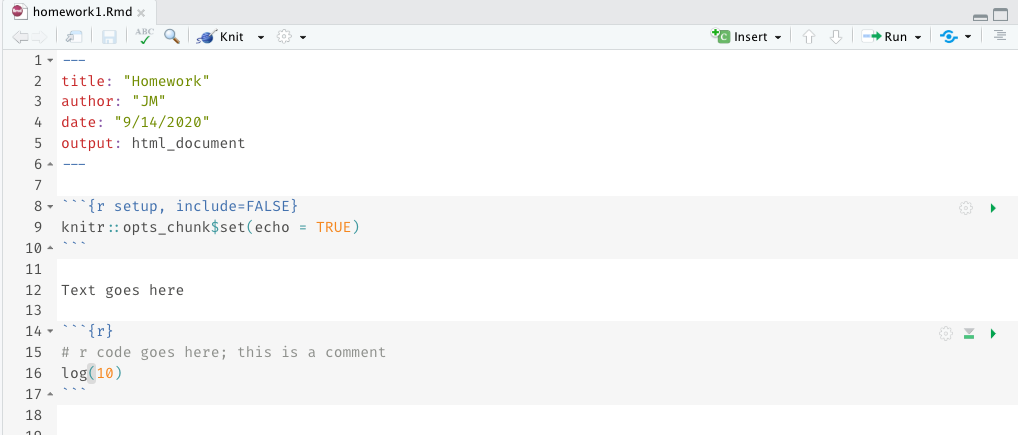 homework1.Rmd
ABC Knit Insert Run
1 ---
2 title: "Homework"
3 author: "JM"
4 date: "9/14/2020"
5 output: html_document
6 ---
7
8 ```{r setup, include=FALSE}
9 knitr::opts_chunk$set(echo = TRUE)
10 ```
11
12 Text goes here
13
14 ```{r}
15 # r code goes here; this is a comment
16 log(10)
17 ```
18